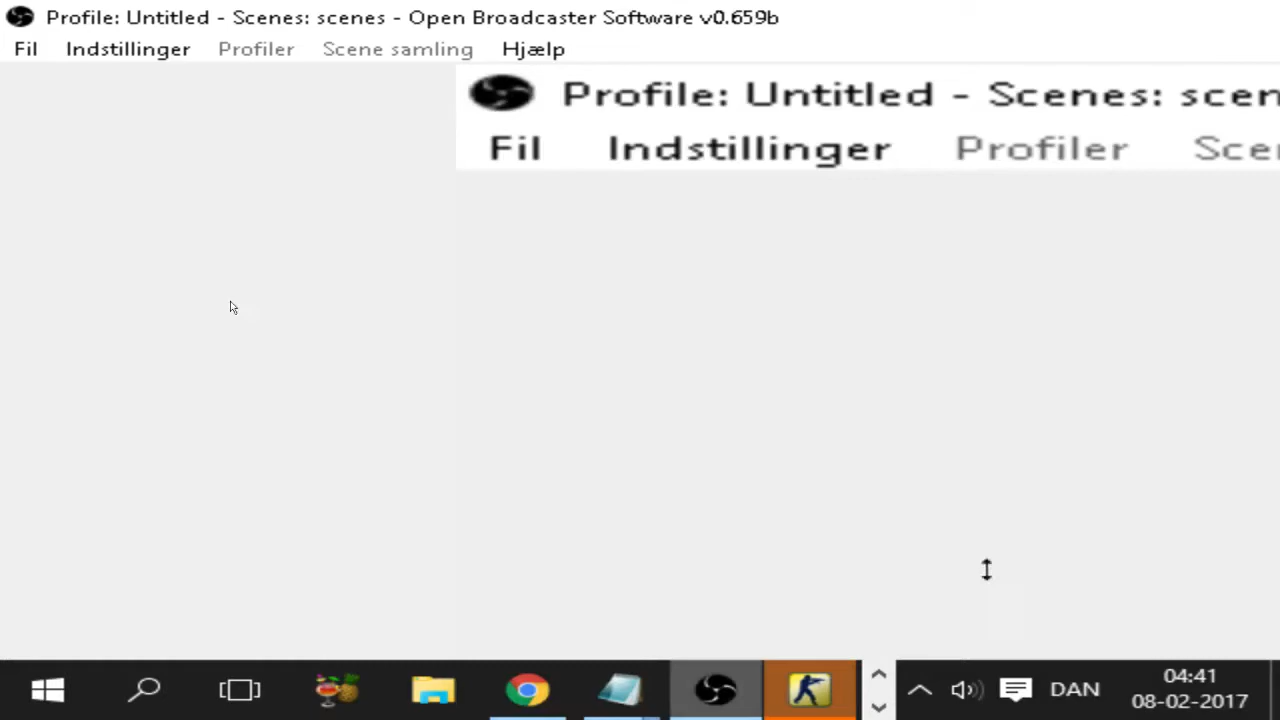 Profile: Untitled - Scenes: scenes - Open Broadcaster Software v0.659b
Fil Indstillinger Profiler Scene samling Hjælp
Profile: Untitled - Scenes: scen
Fil Indstillinger Profiler Scen
DAN
04:41
08-02-2017